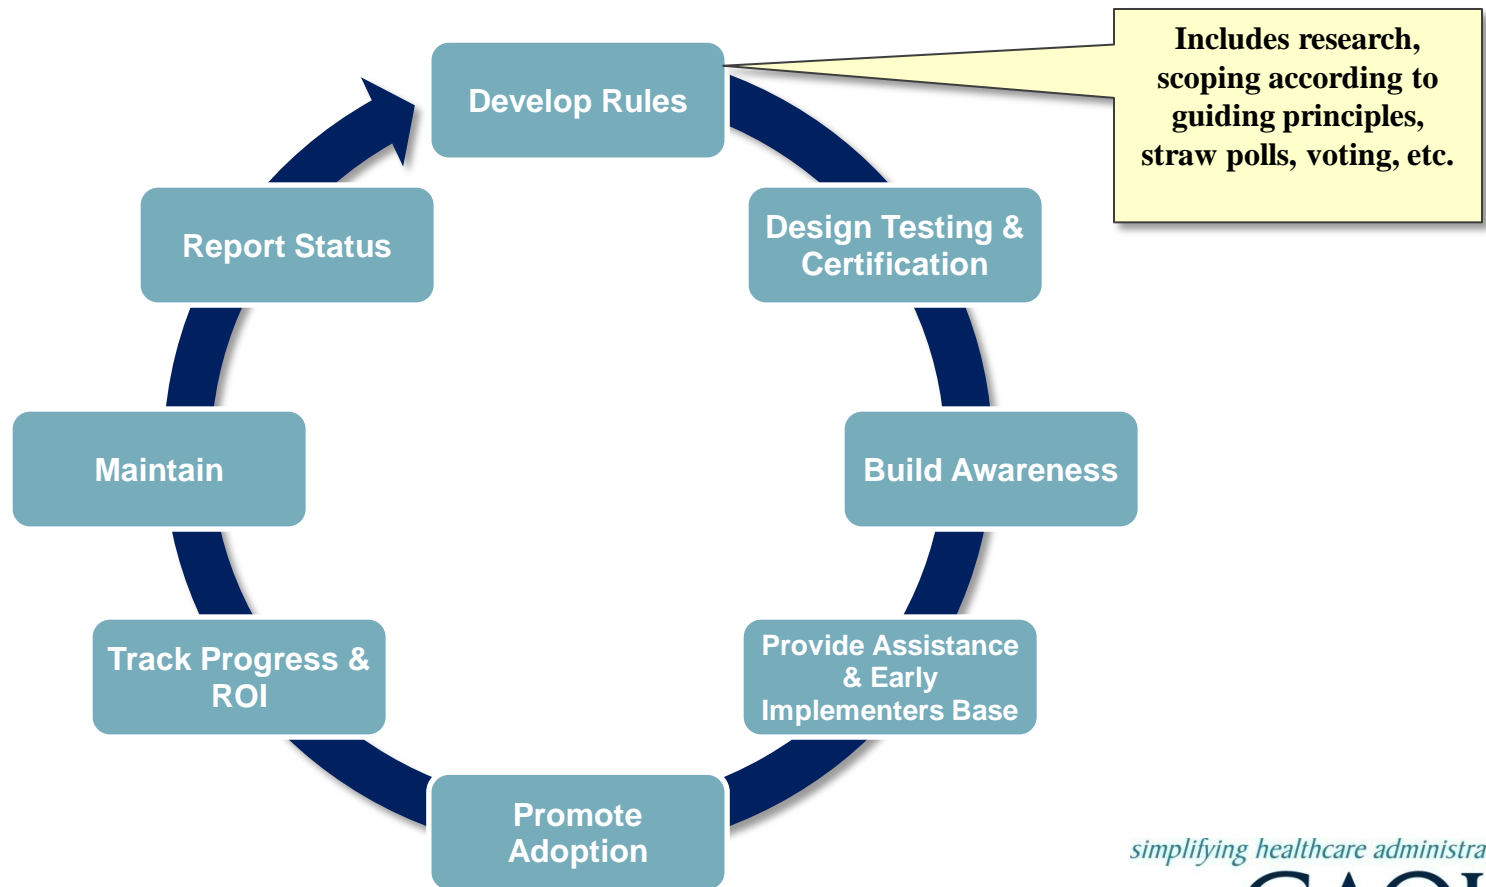 Develop Rules
Includes research,
scoping according to
guiding principles,
straw polls, voting, etc.
Design Testing &
Certification
Build Awareness
Provide Assistance
& Early
Implementers Base
Promote
Adoption
Track Progress &
ROI
Maintain
Report Status
simplifying healthcare